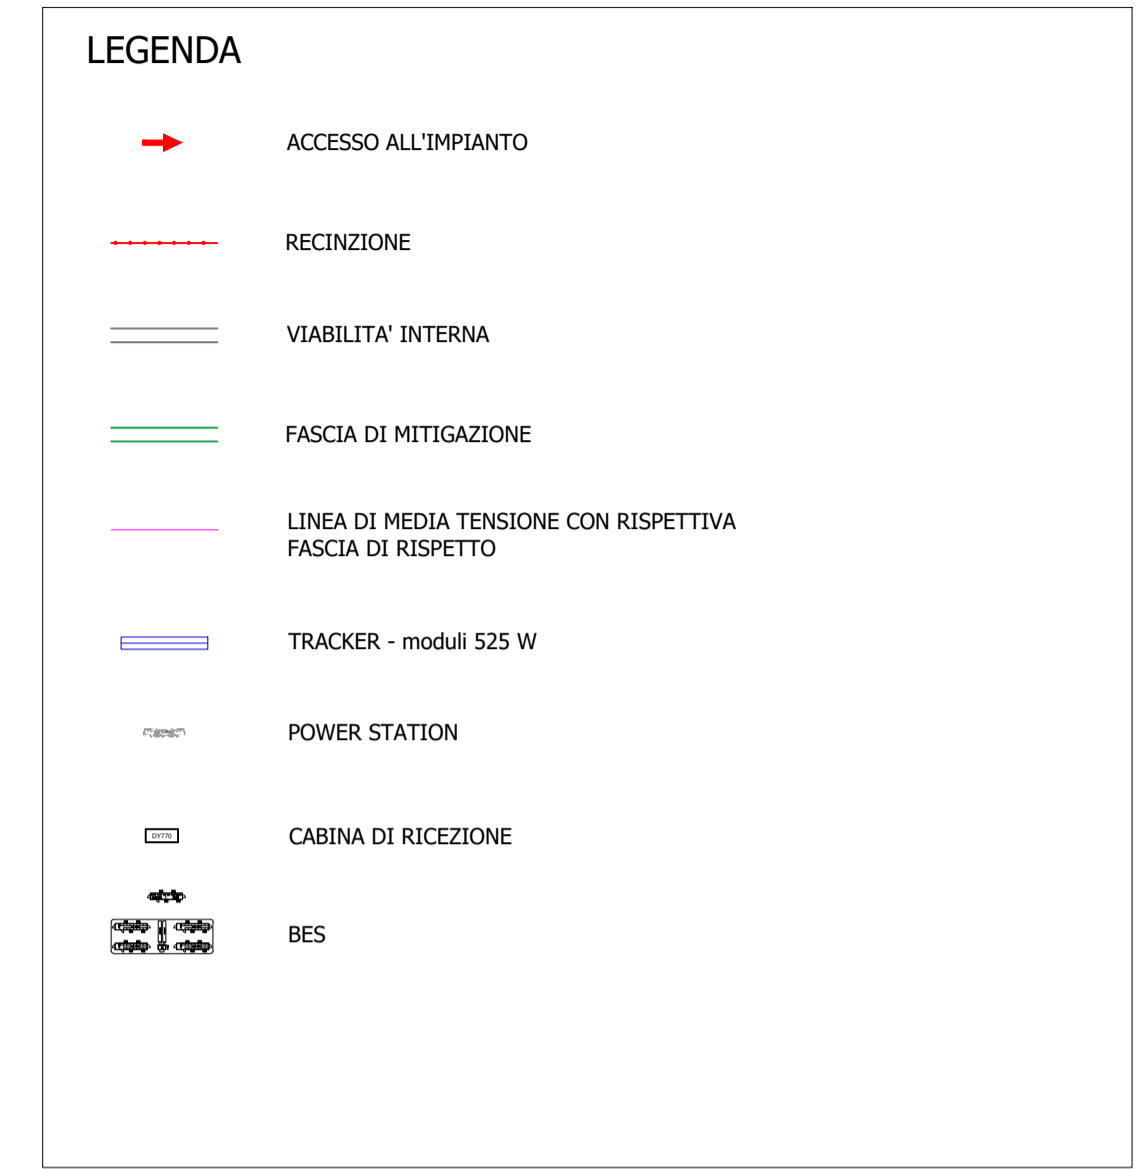 LEGENDA
ACCESSO ALL'IMPIANTO
RECINZIONE
VIABILITA' INTERNA
FASCIA DI MITIGAZIONE
LINEA DI MEDIA TENSIONE CON RISPETTIVA
FASCIA DI RISPETTO
TRACKER - moduli 525 W
POWER STATION
DY770
CABINA DI RICEZIONE
BES